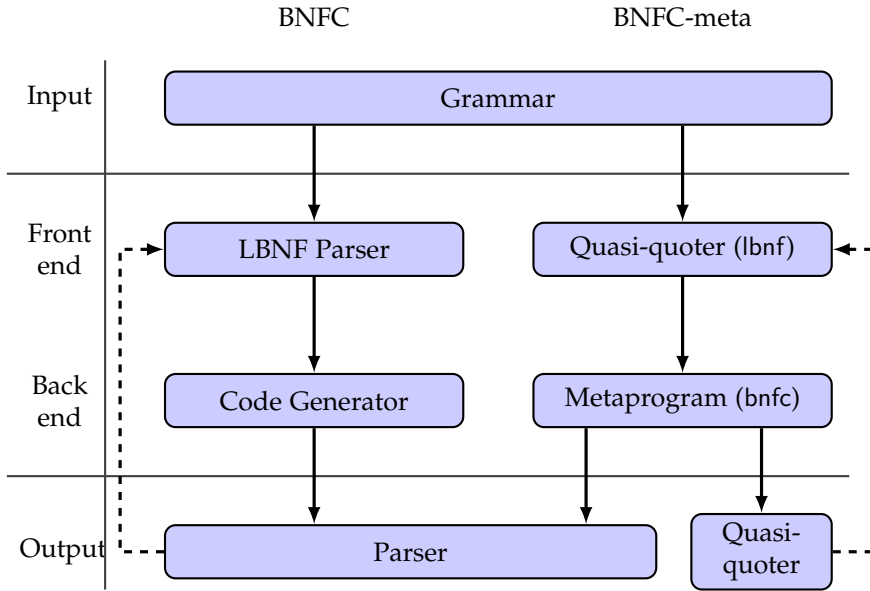 BNFC BNFC-meta
Input
Grammar
Front
end
LBNF Parser
Quasi-quoter (lbnf)
Back
end
Code Generator
Metaprogram (bnfc)
Output
Parser
Quasi-
quoter